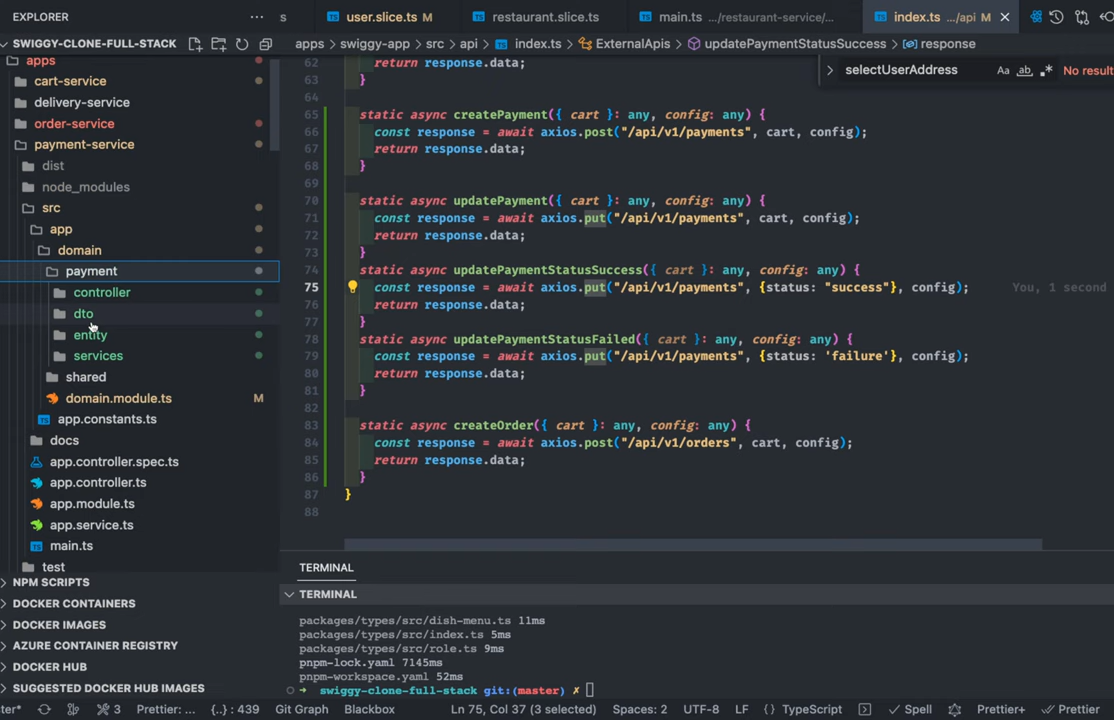 EXPLORER
SWIGGY-CLONE-FULL-STACK
apps
cart-service
delivery-service
order-service
payment-service
dist
node_modules
src
app
domain
payment
controller
dto
entity
services
shared
domain.module.ts M
app.constants.ts
docs
app.controller.spec.ts
app.controller.ts
app.module.ts
app.service.ts
main.ts
test
NPM SCRIPTS
DOCKER CONTAINERS
DOCKER IMAGES
AZURE CONTAINER REGISTRY
DOCKER HUB
SUGGESTED DOCKER HUB IMAGES
s user.slice.ts M restaurant.slice.ts main.ts .../restaurant-service/... index.ts .../api M
apps > swiggy-app > src > api > index.ts > ExternalApis > updatePaymentStatusSuccess > response
selectUserAddress Aa ab .* No result
62 return response.data;
63 }
64
65 static async createPayment({ cart }: any, config: any) {
66 const response = await axios.post("/api/v1/payments", cart, config);
67 return response.data;
68 }
69
70 static async updatePayment({ cart }: any, config: any) {
71 const response = await axios.put("/api/v1/payments", cart, config);
72 return response.data;
73 }
74 static async updatePaymentStatusSuccess({ cart }: any, config: any) {
75 const response = await axios.put("/api/v1/payments", {status: "success"}, config); You, 1 second
76 return response.data;
77 }
78 static async updatePaymentStatusFailed({ cart }: any, config: any) {
79 const response = await axios.put("/api/v1/payments", {status: 'failure'}, config);
80 return response.data;
81 }
82
83 static async createOrder({ cart }: any, config: any) {
84 const response = await axios.post("/api/v1/orders", cart, config);
85 return response.data;
86 }
87 }
88
TERMINAL
TERMINAL
packages/types/src/dish-menu.ts 11ms
packages/types/src/index.ts 5ms
packages/types/src/role.ts 9ms
pnpm-lock.yaml 7145ms
pnpm-workspace.yaml 52ms
swiggy-clone-full-stack git:(master) ✗
ster* 3 Prettier: ... {..} : 439 Git Graph Blackbox Ln 75, Col 37 (3 selected) Spaces: 2 UTF-8 LF {} TypeScript Spell Prettier+ Prettier